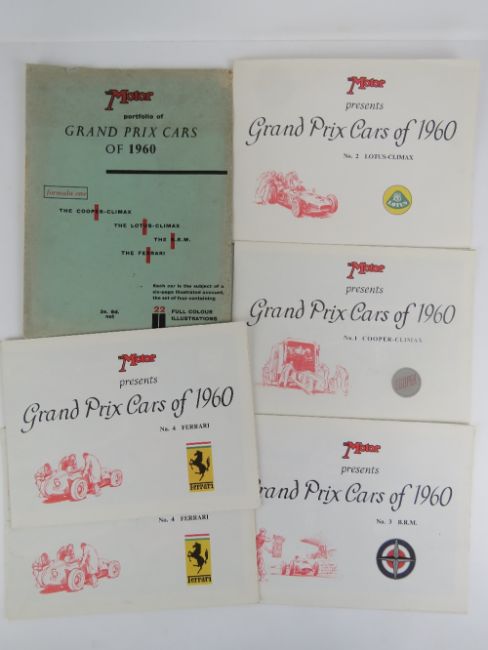 The Motor
portfolio of
GRAND PRIX CARS
OF 1960
formula one
THE COOPER-CLIMAX
THE LOTUS-CLIMAX
THE B.R.M.
THE FERRARI
Each car is the subject of a
six-page illustrated account,
the set of four containing
2s. 6d.
net
22 FULL COLOUR
ILLUSTRATIONS
The Motor
presents
Grand Prix Cars of 1960
No. 2 LOTUS-CLIMAX
LOTUS
The Motor
presents
Grand Prix Cars of 1960
No. 1 COOPER-CLIMAX
COOPER
The Motor
presents
Grand Prix Cars of 1960
No. 4 FERRARI
Ferrari
The Motor
presents
Grand Prix Cars of 1960
No. 3 B.R.M.
No. 4 FERRARI
Ferrari